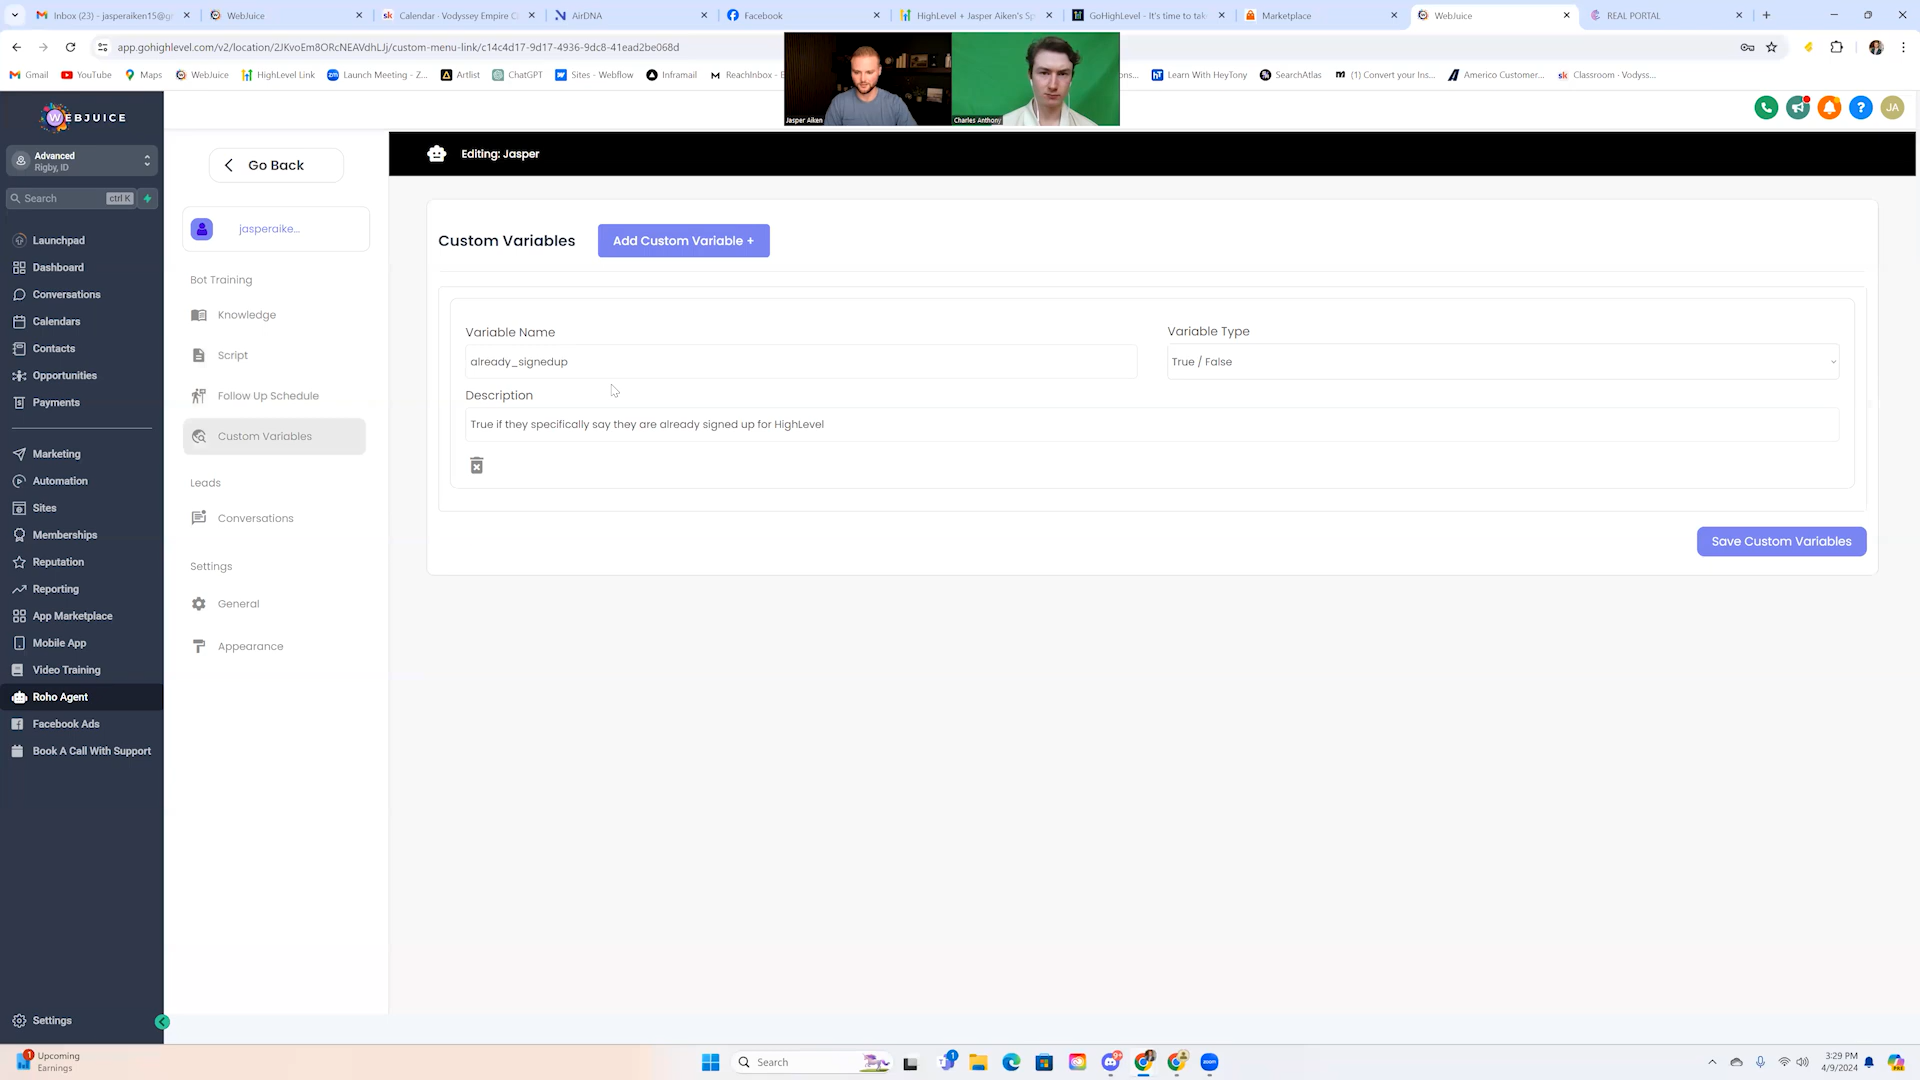 Inbox (23) - jasperaiken15@gr
WebJuice
Calendar · Vodyssey Empire C
AirDNA
Facebook
HighLevel + Jasper Aiken's Sp
GoHighLevel - It's time to tak
Marketplace
WebJuice
REAL PORTAL
app.gohighlevel.com/v2/location/2JKvoEm8ORcNEAVdhLJj/custom-menu-link/c14c4d17-9d17-4936-9dc8-41ead2be068d
Gmail
YouTube
Maps
WebJuice
HighLevel Link
Launch Meeting - Z...
Artlist
ChatGPT
Sites - Webflow
Inframail
ReachInbox - E
ons...
Learn With HeyTony
SearchAtlas
(1) Convert your Ins...
Americo Customer...
Classroom · Vodyss...
Jasper Aiken
Charles Anthony
WEBJUICE
JA
Advanced
Rigby, ID
Search
ctrl K
Launchpad
Dashboard
Conversations
Calendars
Contacts
Opportunities
Payments
Marketing
Automation
Sites
Memberships
Reputation
Reporting
App Marketplace
Mobile App
Video Training
Roho Agent
Facebook Ads
Book A Call With Support
Settings
Go Back
jasperaike...
Bot Training
Knowledge
Script
Follow Up Schedule
Custom Variables
Leads
Conversations
Settings
General
Appearance
Editing: Jasper
Custom Variables
Add Custom Variable +
Variable Name
Variable Type
already_signedup
True / False
Description
True if they specifically say they are already signed up for HighLevel
Save Custom Variables
1
Upcoming
Earnings
Search
1
9+
zoom
3:29 PM
4/9/2024